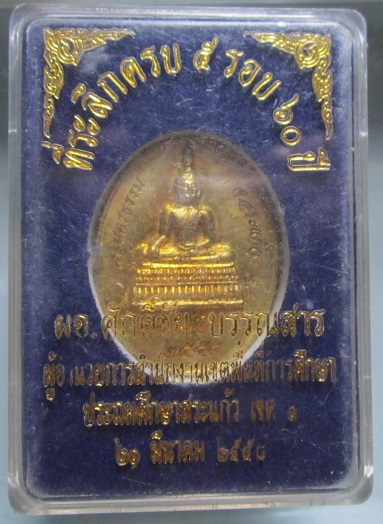 ที่ระลึกครบ ๕ รอบ ๖๐ ปี
ผอ.ศักดิ์ชัย บรรณสาร
ผู้อำนวยการสำนักงานเขตพื้นที่การศึกษา
ประถมศึกษาสระแก้ว เขต ๑
๒๑ มีนาคม ๒๕๕๘